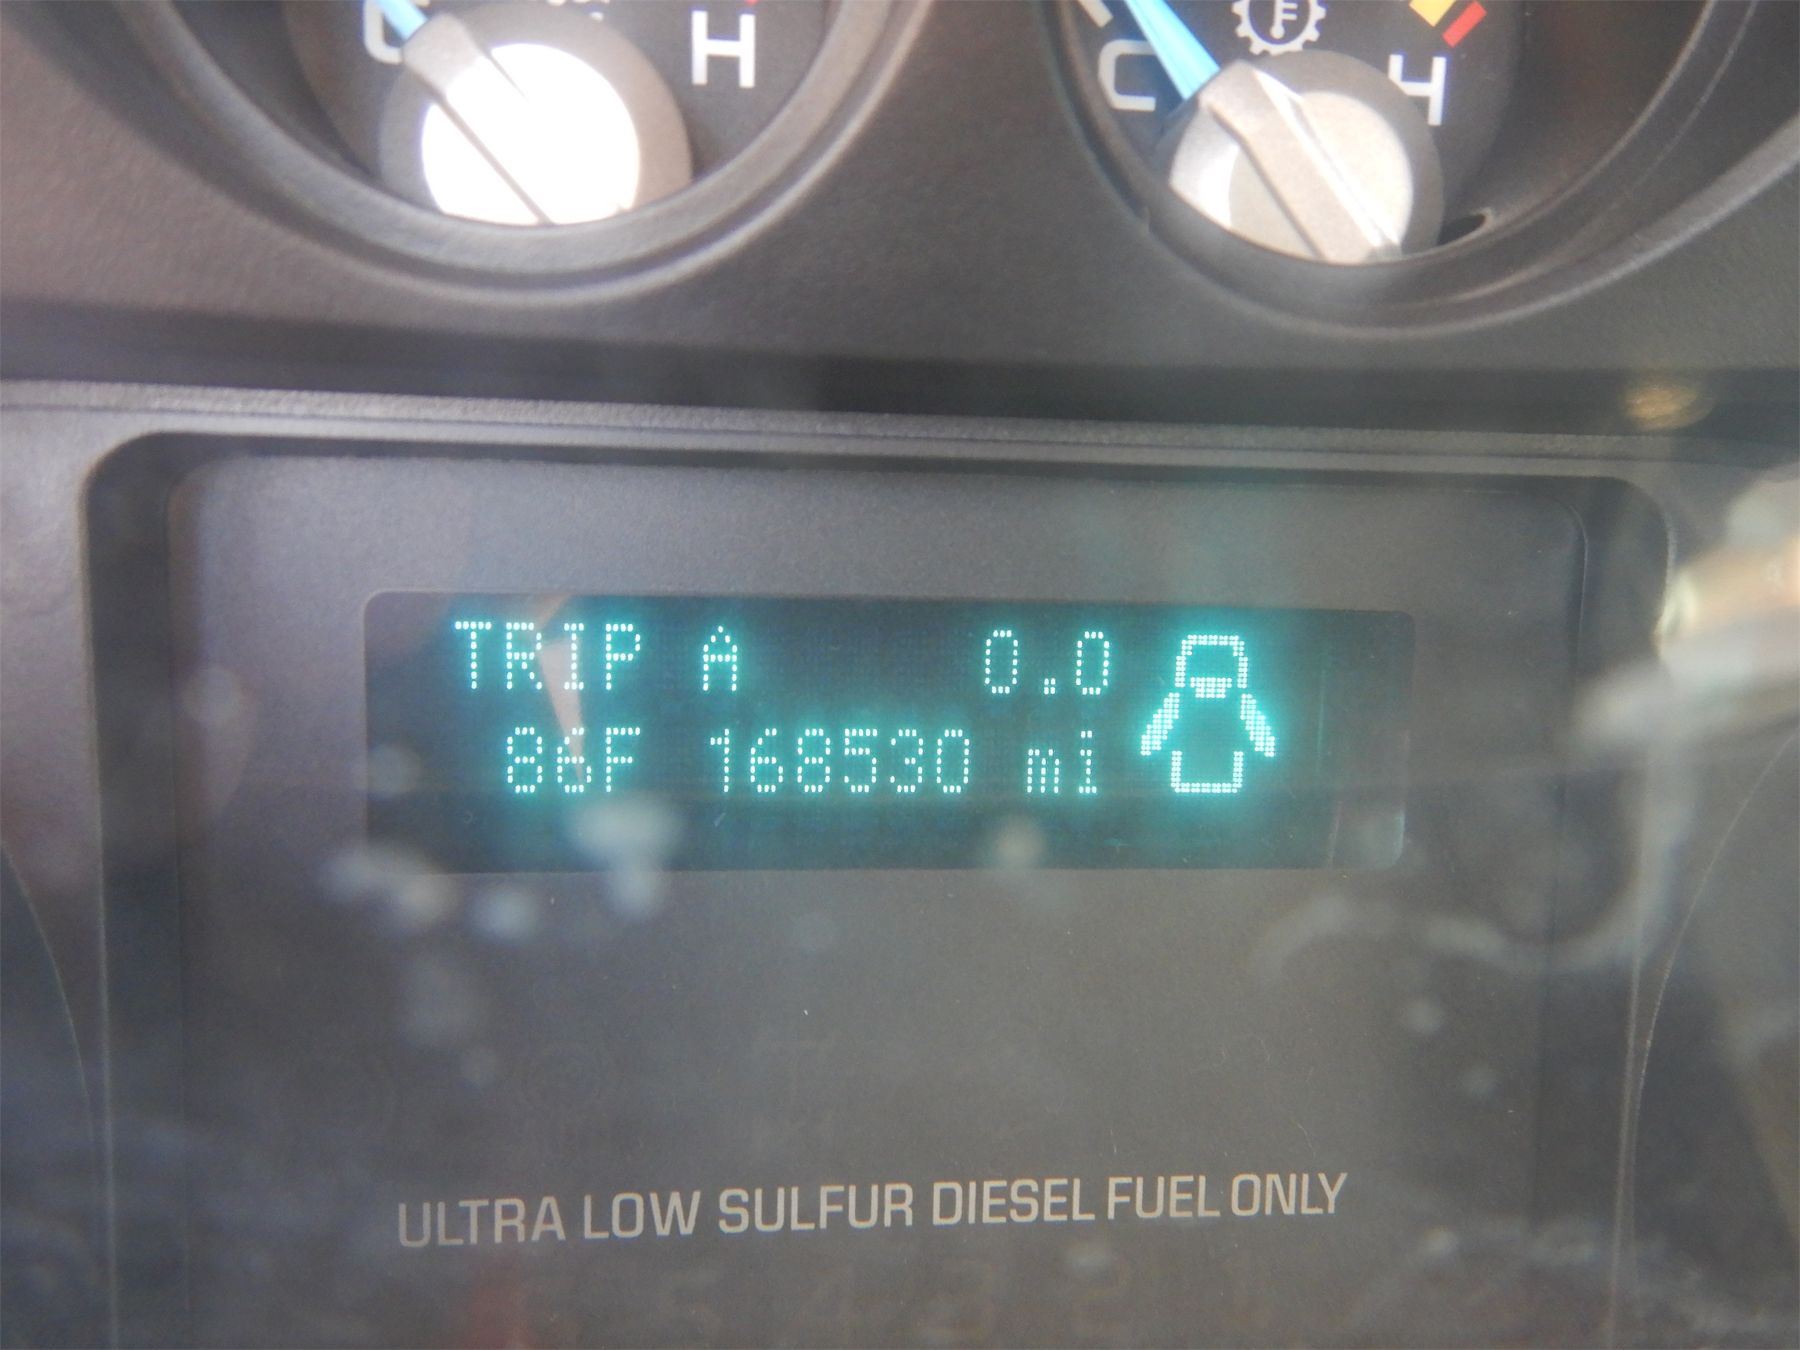 C H C H
TRIP A 0.0
86F 168530 mi
ULTRA LOW SULFUR DIESEL FUEL ONLY